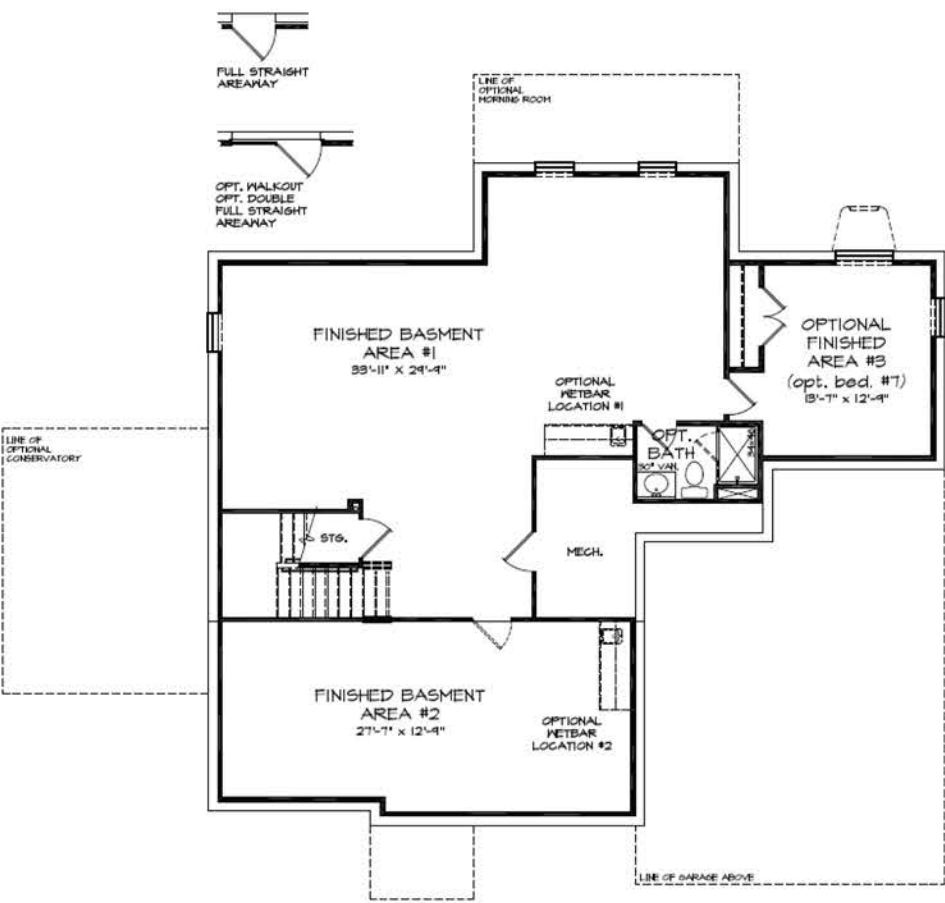 FULL STRAIGHT
AREAWAY
OPT. WALKOUT
OPT. DOUBLE
FULL STRAIGHT
AREAWAY
LINE OF
OPTIONAL
MORNING ROOM
FINISHED BASMENT
AREA #1
33'-11" X 29'-9"
OPTIONAL
FINISHED
AREA #3
(opt. bed. #7)
13'-7" x 12'-9"
OPTIONAL
WETBAR
LOCATION #1
OPT.
BATH
30" VAN.
LINE OF
OPTIONAL
CONSERVATORY
STG.
MECH.
FINISHED BASMENT
AREA #2
27'-7" x 12'-9"
OPTIONAL
WETBAR
LOCATION #2
LINE OF GARAGE ABOVE